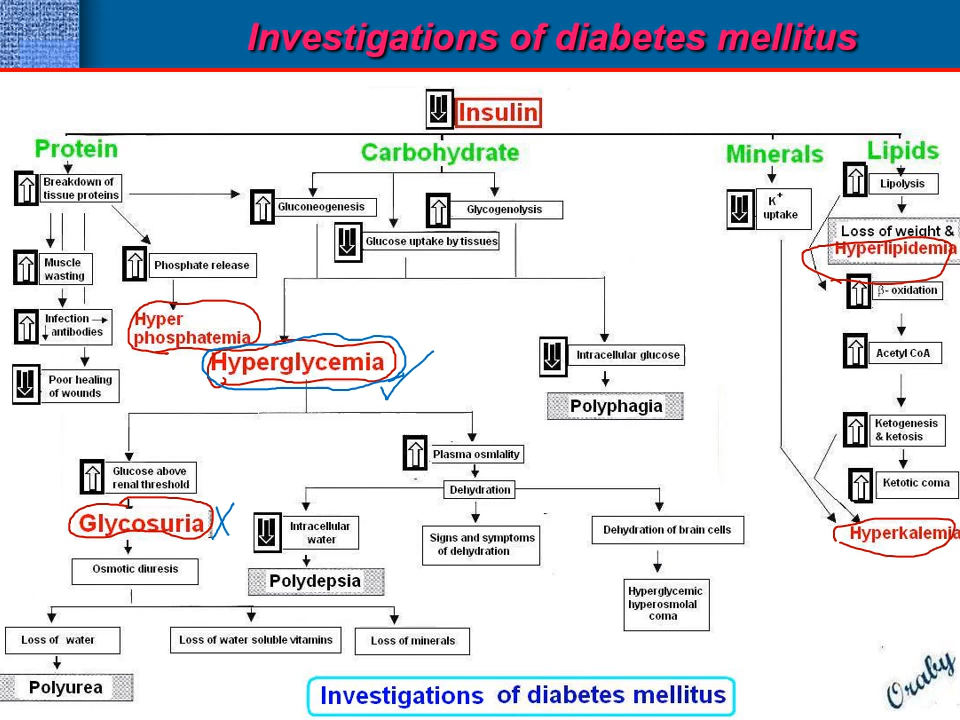 Investigations of diabetes mellitus
Insulin
Protein
Carbohydrate
Minerals
Lipids
Breakdown of
tissue proteins
Gluconeogenesis
Glycogenolysis
K+
uptake
Lipolysis
Glucose uptake by tissues
Loss of weight &
Hyperlipidemia
Muscle
wasting
Phosphate release
β- oxidation
Infection →
↓ antibodies
Hyper
phosphatemia
Hyperglycemia
Intracellular glucose
Acetyl CoA
Poor healing
of wounds
Polyphagia
Ketogenesis
& ketosis
Glucose above
renal threshold
Plasma osmlality
Dehydration
Ketotic coma
Glycosuria
Intracellular
water
Signs and symptoms
of dehydration
Dehydration of brain cells
Hyperkalemia
Osmotic diuresis
Polydepsia
Hyperglycemic
hyperosmolal
coma
Loss of water
Loss of water soluble vitamins
Loss of minerals
Polyurea
Investigations of diabetes mellitus
Oraby